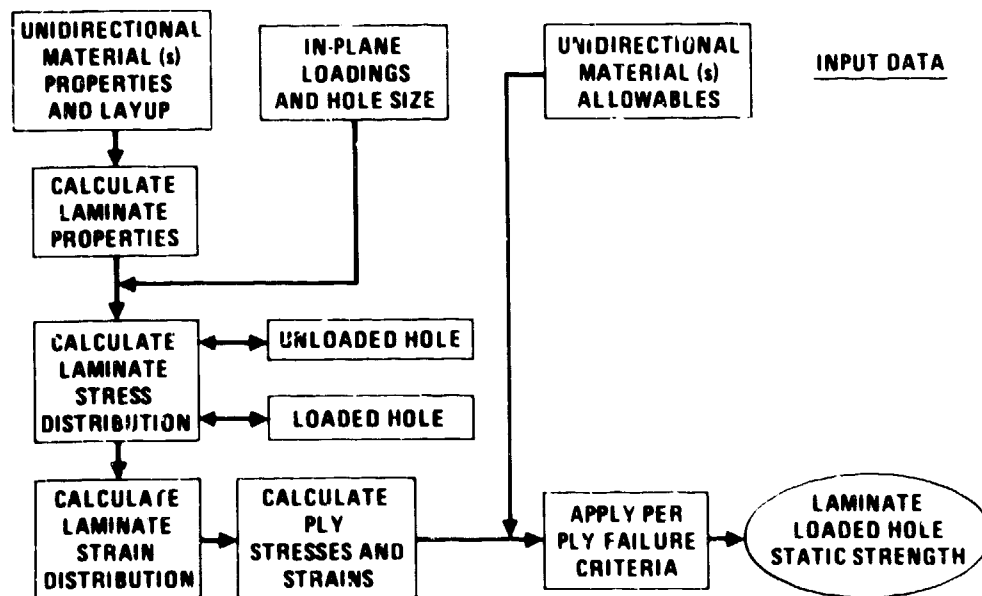 UNIDIRECTIONAL
MATERIAL (s)
PROPERTIES
AND LAYUP
IN-PLANE
LOADINGS
AND HOLE SIZE
UNIDIRECTIONAL
MATERIAL (s)
ALLOWABLES
INPUT DATA
CALCULATE
LAMINATE
PROPERTIES
CALCULATE
LAMINATE
STRESS
DISTRIBUTION
UNLOADED HOLE
LOADED HOLE
CALCULATE
LAMINATE
STRAIN
DISTRIBUTION
CALCULATE
PLY
STRESSES AND
STRAINS
APPLY PER
PLY FAILURE
CRITERIA
LAMINATE
LOADED HOLE
STATIC STRENGTH